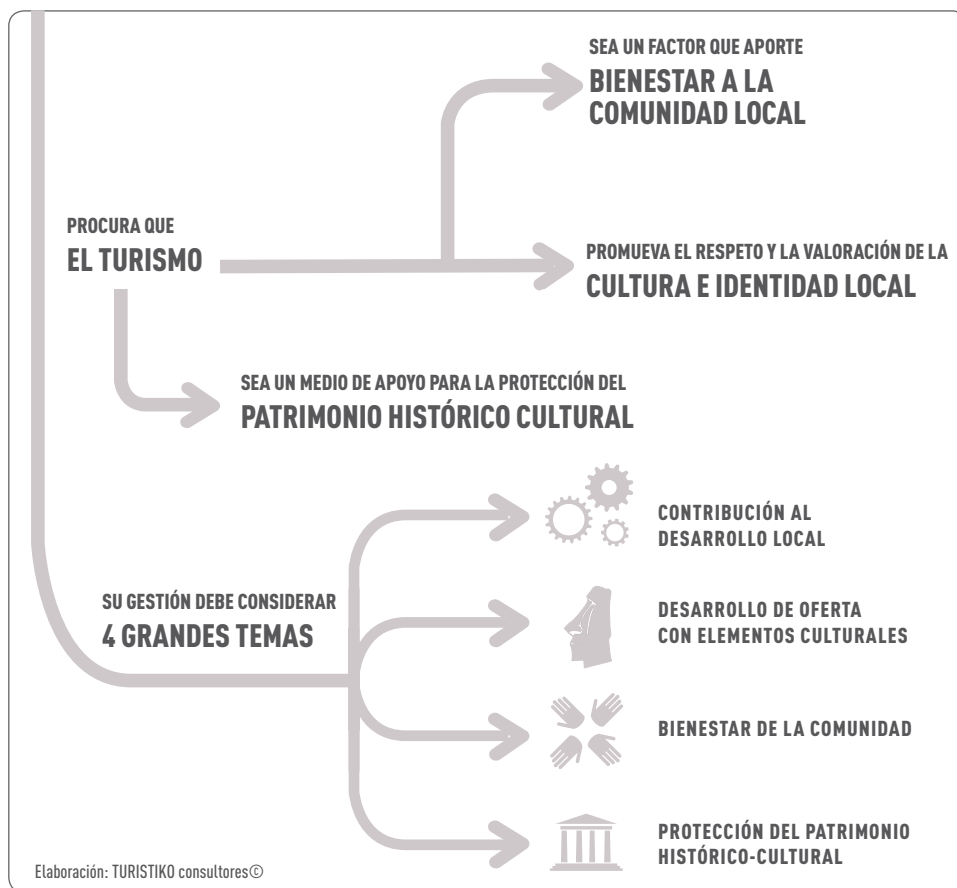 SEA UN FACTOR QUE APORTE
BIENESTAR A LA
COMUNIDAD LOCAL
PROCURA QUE
EL TURISMO
PROMUEVA EL RESPETO Y LA VALORACIÓN DE LA
CULTURA E IDENTIDAD LOCAL
SEA UN MEDIO DE APOYO PARA LA PROTECCIÓN DEL
PATRIMONIO HISTÓRICO CULTURAL
SU GESTIÓN DEBE CONSIDERAR
4 GRANDES TEMAS
CONTRIBUCIÓN AL
DESARROLLO LOCAL
DESARROLLO DE OFERTA
CON ELEMENTOS CULTURALES
BIENESTAR DE LA COMUNIDAD
PROTECCIÓN DEL PATRIMONIO
HISTÓRICO-CULTURAL
Elaboración: TURISTIKO consultores©